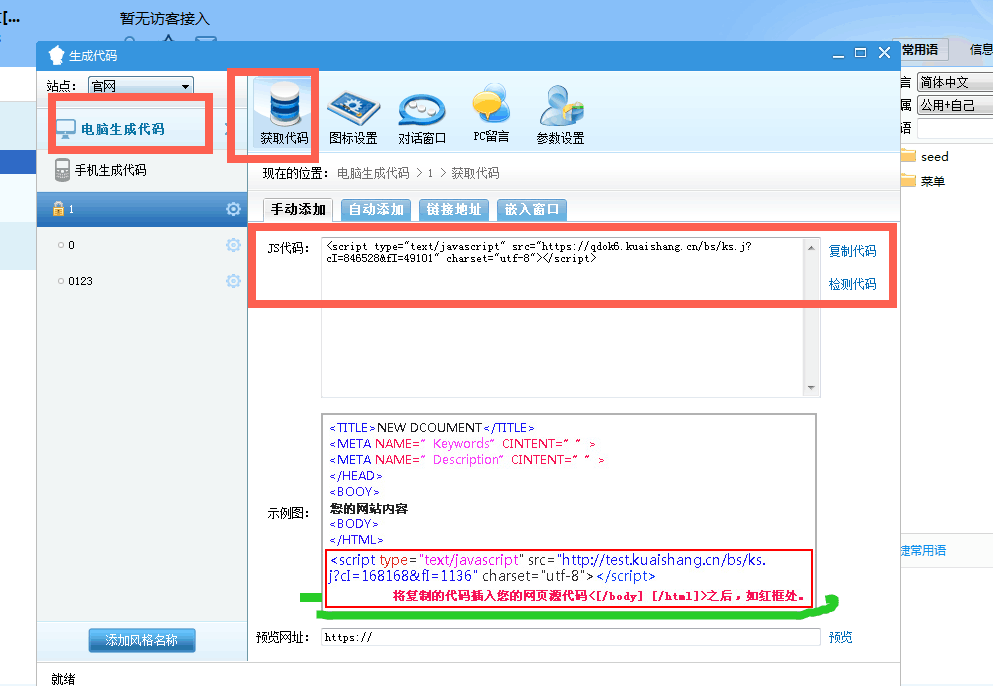 [...
暂无访客接入
生成代码
常用语
信息
站点：
官网
言
简体中文
属
公用+自己
语
电脑生成代码
获取代码
图标设置
对话窗口
PC留言
参数设置
seed
手机生成代码
现在的位置： 电脑生成代码 > 1 > 获取代码
菜单
1
手动添加
自动添加
链接地址
嵌入窗口
0
JS代码：
<script type="text/javascript" src="https://qdok6.kuaishang.cn/bs/ks.j?
cI=846528&fI=49101" charset="utf-8"></script>
复制代码
0123
检测代码
<TITLE>NEW DCOUMENT</TITLE>
<META NAME=“ Keywords” CINTENT=“ ” >
<META NAME=“ Description” CINTENT=“ ” >
</HEAD>
<BOOY>
示例图：
您的网站内容
<BODY>
</HTML>
捷常用语
<script type="text/javascript" src="http://test.kuaishang.cn/bs/ks.
j?cI=168168&fI=1136" charset="utf-8"></script>
将复制的代码插入您的网页源代码<[/body] [/html]>之后，如红框处。
添加风格名称
预览网址：
https://
预览
就绪